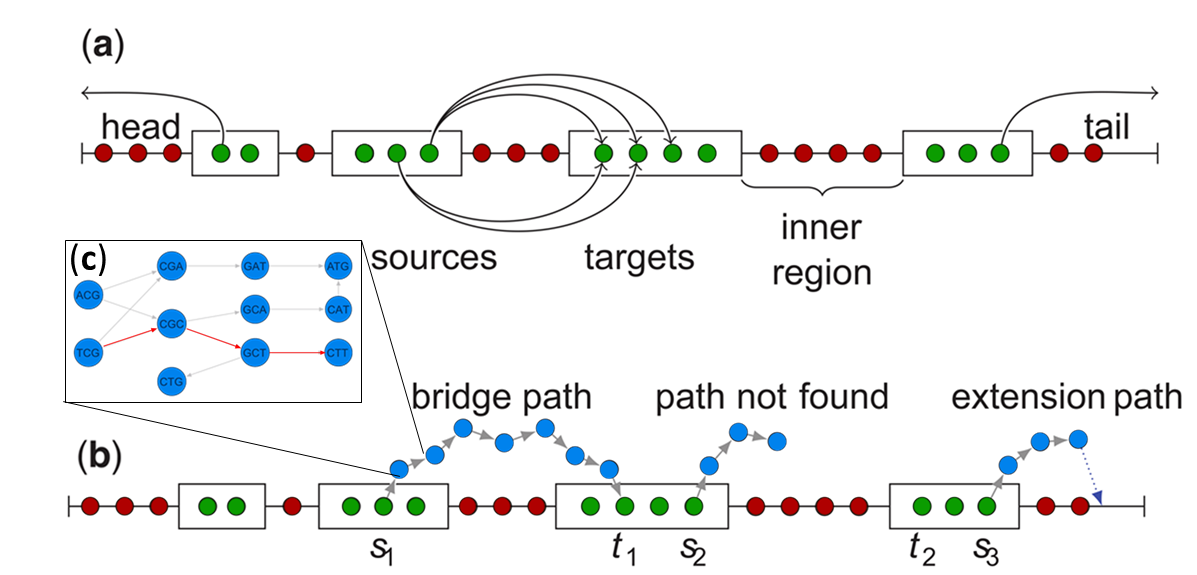 (a)
head
tail
sources
targets
inner
region
(c)
CGA
GAT
ATG
ACG
CGC
GCA
CAT
TCG
GCT
CTT
CTG
bridge path
path not found
extension path
(b)
s1
t1
s2
t2
s3